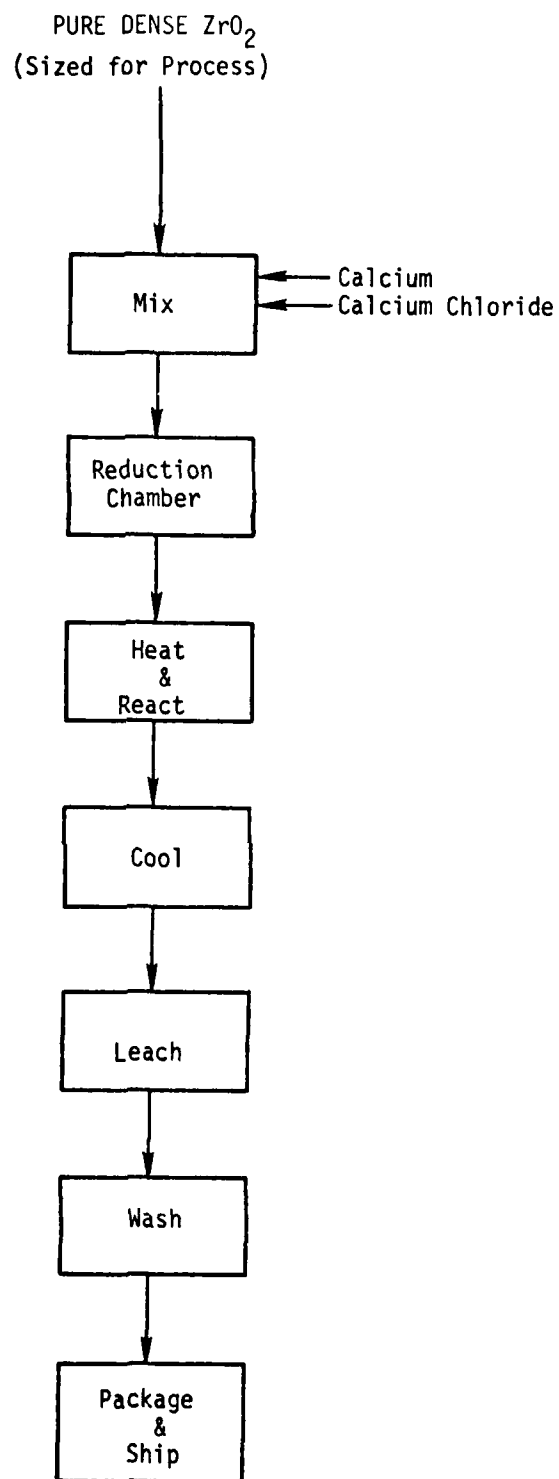 PURE DENSE ZrO2
(Sized for Process)
Mix
Calcium
Calcium Chloride
Reduction
Chamber
Heat
&
React
Cool
Leach
Wash
Package
&
Ship